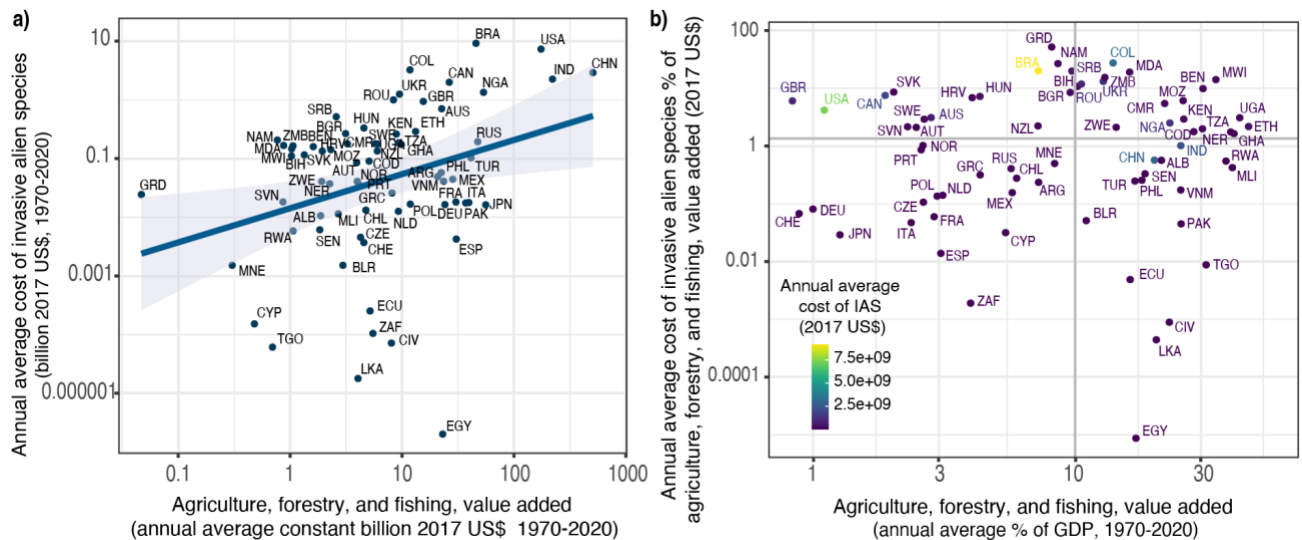 a)
Annual average cost of invasive alien species
(billion 2017 US$, 1970-2020)
10
0.1
0.001
0.000001
0.1
1
10
100
1000
Agriculture, forestry, and fishing, value added
(annual average constant billion 2017 US$ 1970-2020)
BRA
USA
COL
CAN
IND
CHN
NGA
UKR
ROU
GBR
AUS
SRB
HUN
BGR
KEN
ETH
RUS
NAM
ZMB
BEN
HRV
CMR
SWE
UGA
TZA
MDA
MWI
BIH
SVK
MOZ
NZL
GHA
AUT
COD
ARG
PHL
TUR
GRD
ZWE
NER
PRT
VNM
MEX
SVN
GRC
FRA
ITA
ALB
MLI
CHL
POL
DEU
PAK
JPN
NLD
RWA
SEN
CZE
CHE
ESP
MNE
BLR
CYP
ECU
TGO
ZAF
CIV
LKA
EGY
b)
Annual average cost of invasive alien species % of
agriculture, forestry, and fishing, value added (2017 US$)
100
1
0.01
0.0001
1
3
10
30
Agriculture, forestry, and fishing, value added
(annual average % of GDP, 1970-2020)
Annual average
cost of IAS
(2017 US$)
7.5e+09
5.0e+09
2.5e+09
GRD
NAM
COL
BRA
SRB
MDA
BIH
ZMB
BEN
MWI
GBR
SVK
HUN
UKR
USA
CAN
HRV
BGR
ROU
MOZ
CMR
KEN
UGA
SWE
AUS
TZA
SVN
AUT
NZL
ZWE
NGA
ETH
COD
NER
GHA
NOR
IND
PRT
CHN
ALB
RWA
GRC
RUS
CHL
MNE
SEN
MLI
TUR
PHL
POL
NLD
MEX
ARG
VNM
CHE
DEU
CZE
BLR
FRA
PAK
JPN
ITA
CYP
ESP
TGO
ECU
ZAF
CIV
LKA
EGY